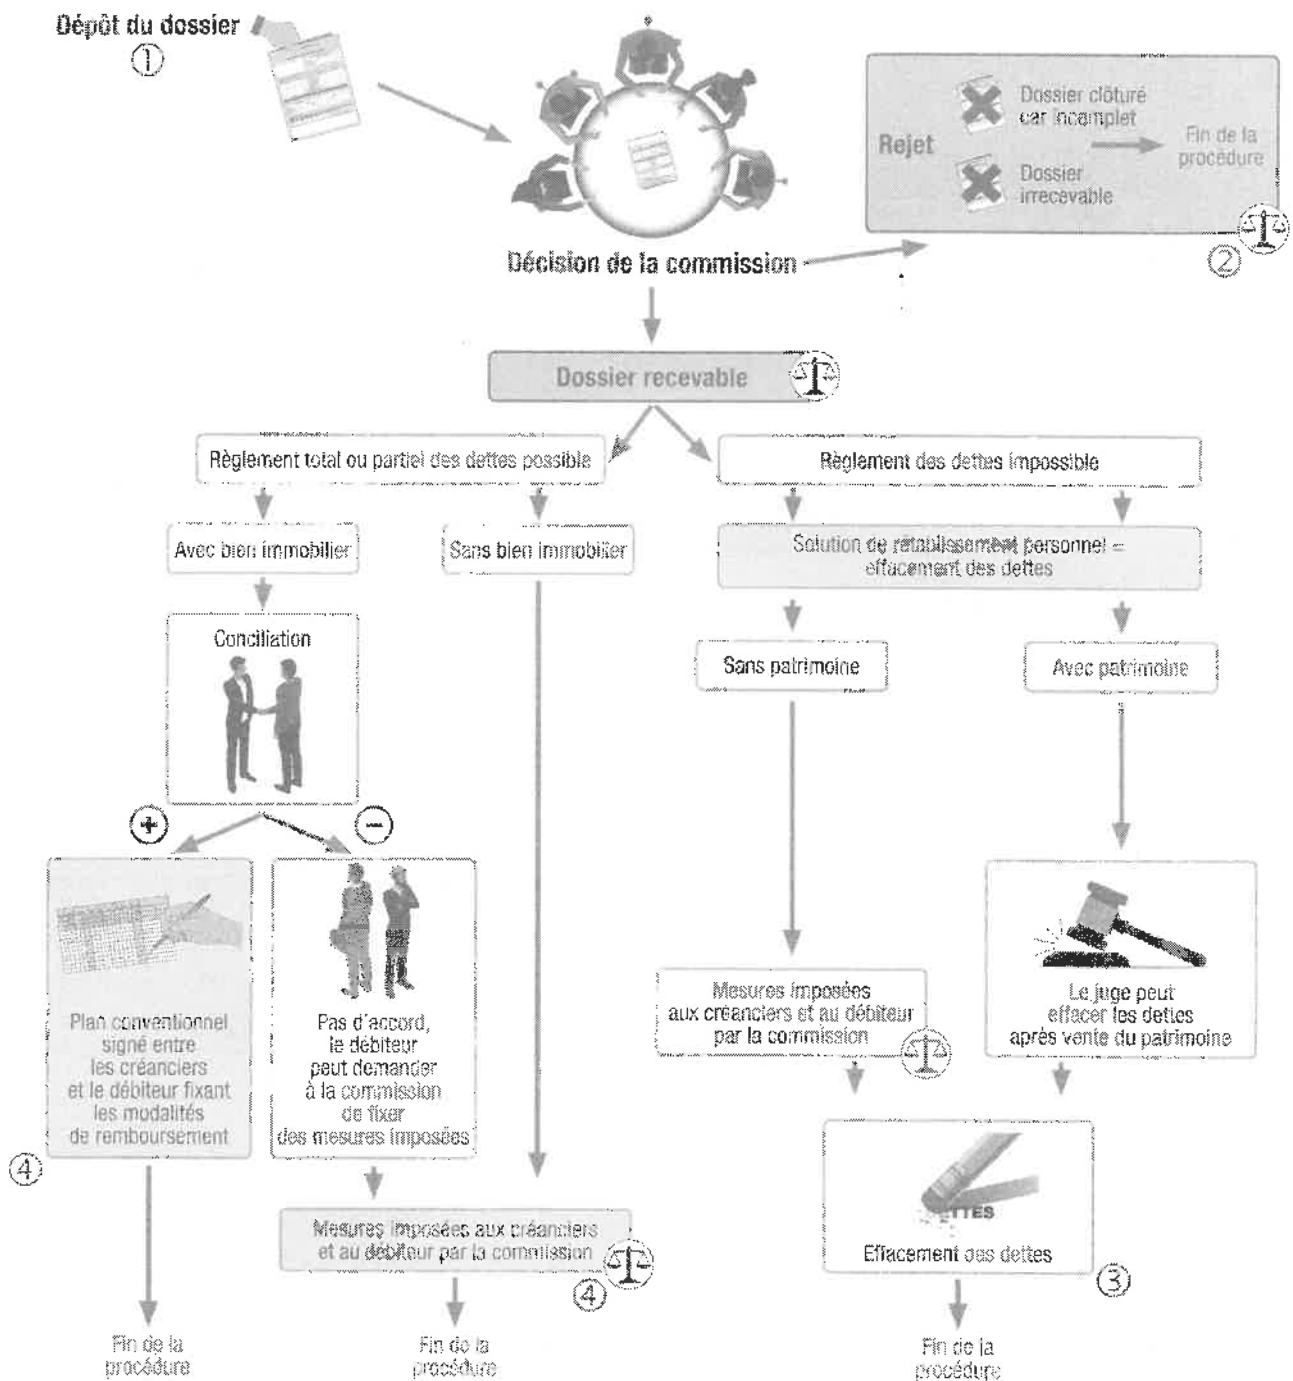 Dépôt du dossier
①
Rejet
Dossier clôturé
car incomplet
Dossier
irrecevable
Fin de la
procédure
②
Décision de la commission
Dossier recevable
Règlement total ou partiel des dettes possible
Règlement des dettes impossible
Avec bien immobilier
Sans bien immobilier
Solution de rétablissement personnel =
effacement des dettes
Conciliation
Sans patrimoine
Avec patrimoine
+
−
Plan conventionnel
signé entre
les créanciers
et le débiteur fixant
les modalités
de remboursement
④
Pas d'accord,
le débiteur
peut demander
à la commission
de fixer
des mesures imposées
Mesures imposées
aux créanciers et au débiteur
par la commission
Le juge peut
effacer les dettes
après vente du patrimoine
Mesures imposées aux créanciers
et au débiteur par la commission
④
TTES
Effacement des dettes
③
Fin de la
procédure
Fin de la
procédure
Fin de la
procédure